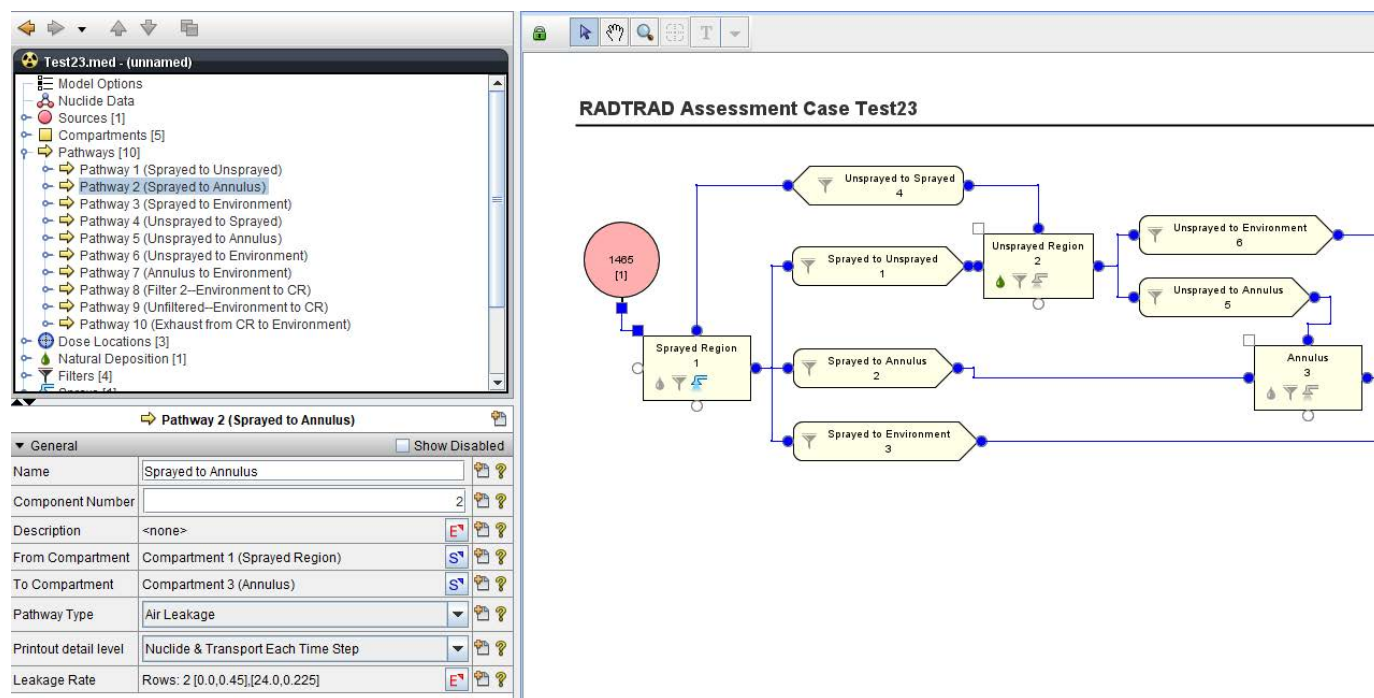 Test23.med - (unnamed)
Model Options
Nuclide Data
Sources [1]
Compartments [5]
Pathways [10]
Pathway 1 (Sprayed to Unsprayed)
Pathway 2 (Sprayed to Annulus)
Pathway 3 (Sprayed to Environment)
Pathway 4 (Unsprayed to Sprayed)
Pathway 5 (Unsprayed to Annulus)
Pathway 6 (Unsprayed to Environment)
Pathway 7 (Annulus to Environment)
Pathway 8 (Filter 2--Environment to CR)
Pathway 9 (Unfiltered--Environment to CR)
Pathway 10 (Exhaust from CR to Environment)
Dose Locations [3]
Natural Deposition [1]
Filters [4]
Pathway 2 (Sprayed to Annulus)
General
Show Disabled
Name
Sprayed to Annulus
Component Number
2
Description
<none>
E
From Compartment
Compartment 1 (Sprayed Region)
S
To Compartment
Compartment 3 (Annulus)
S
Pathway Type
Air Leakage
Printout detail level
Nuclide & Transport Each Time Step
Leakage Rate
Rows: 2 [0.0,0.45],[24.0,0.225]
E
T
RADTRAD Assessment Case Test23
Unsprayed to Sprayed
4
1465
[1]
Sprayed to Unsprayed
1
Unsprayed Region
2
Unsprayed to Environment
6
Unsprayed to Annulus
5
Sprayed Region
1
Sprayed to Annulus
2
Annulus
3
Sprayed to Environment
3